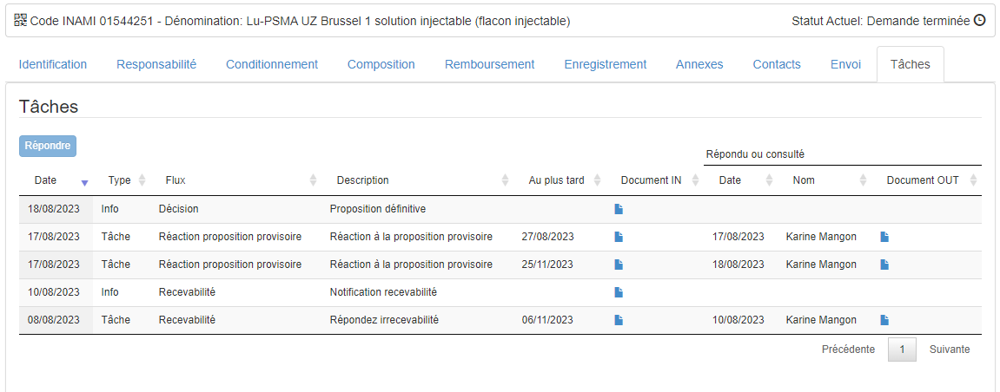 Code INAMI 01544251 - Dénomination: Lu-PSMA UZ Brussel 1 solution injectable (flacon injectable) Statut Actuel: Demande terminée
Identification Responsabilité Conditionnement Composition Remboursement Enregistrement Annexes Contacts Envoi Tâches
Tâches
Répondre
Répondu ou consulté
Date Type Flux Description Au plus tard Document IN Date Nom Document OUT
18/08/2023 Info Décision Proposition définitive
17/08/2023 Tâche Réaction proposition provisoire Réaction à la proposition provisoire 27/08/2023 17/08/2023 Karine Mangon
17/08/2023 Tâche Réaction proposition provisoire Réaction à la proposition provisoire 25/11/2023 18/08/2023 Karine Mangon
10/08/2023 Info Recevabilité Notification recevabilité
08/08/2023 Tâche Recevabilité Répondez irrecevabilité 06/11/2023 10/08/2023 Karine Mangon
Précédente 1 Suivante